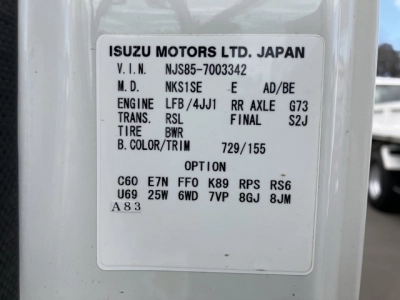 ISUZU MOTORS LTD. JAPAN
V.I.N. NJS85-7003342
M.D. NKS1SE E AD/BE
ENGINE LFB/4JJ1 RR AXLE G73
TRANS. RSL FINAL S2J
TIRE BWR
B.COLOR/TRIM 729/155
OPTION
C60 E7N FF0 K89 RPS RS6
U69 25W 6WD 7VP 8GJ 8JM
A83